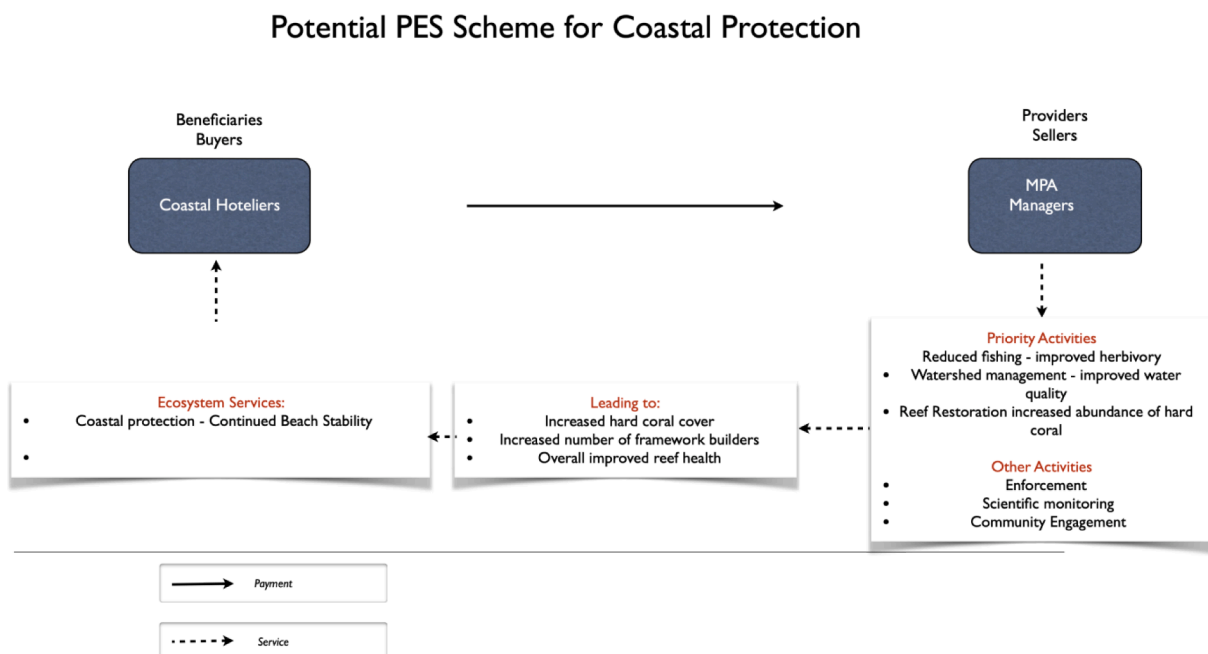 Potential PES Scheme for Coastal Protection
Beneficiaries
Buyers
Providers
Sellers
Coastal Hoteliers
MPA
Managers
Priority Activities
Reduced fishing - improved herbivory
• Watershed management - improved water
quality
• Reef Restoration increased abundance of hard
coral
Other Activities
• Enforcement
• Scientific monitoring
• Community Engagement
Leading to:
• Increased hard coral cover
• Increased number of framework builders
• Overall improved reef health
Ecosystem Services:
• Coastal protection - Continued Beach Stability
•
Payment
Service